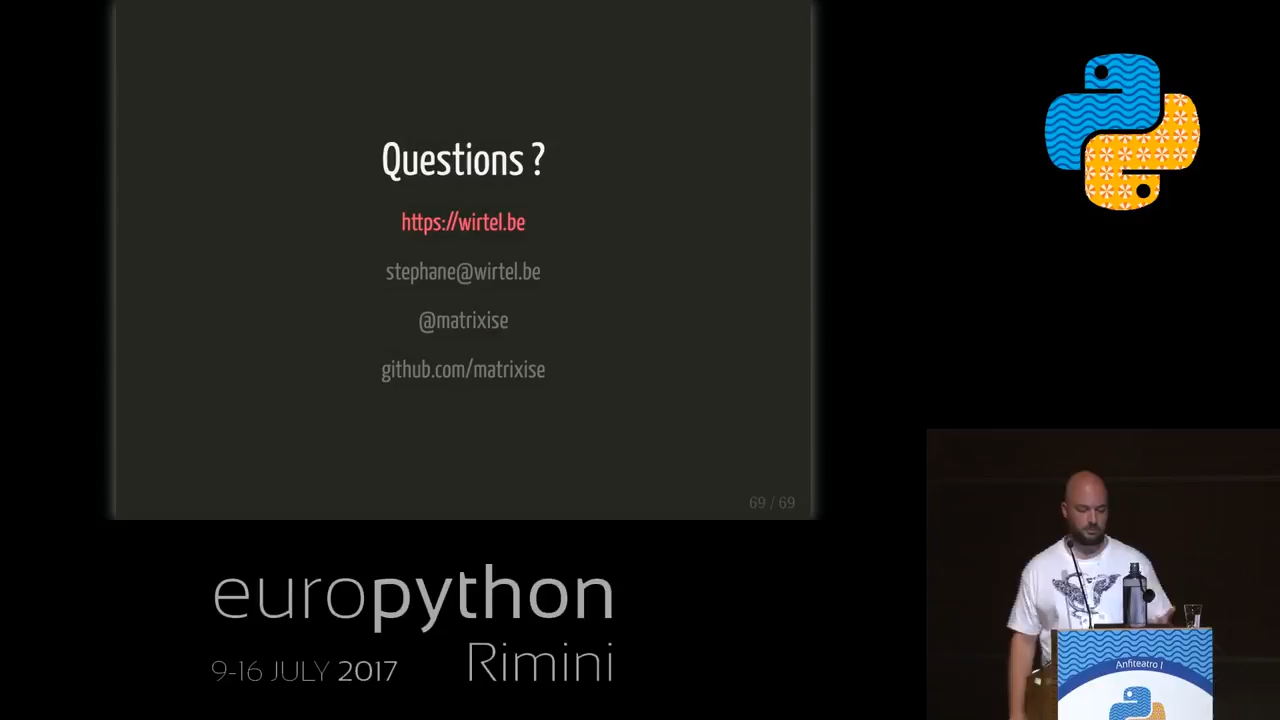 Questions ?
https://wirtel.be
stephane@wirtel.be
@matrixise
github.com/matrixise
69 / 69
europython
9-16 JULY 2017
Rimini
Anfiteatro 1